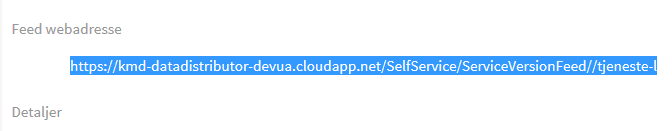 Feed webadresse
https://kmd-datadistributor-devua.cloudapp.net/SelfService/ServiceVersionFeed//tjeneste-l
Detaljer